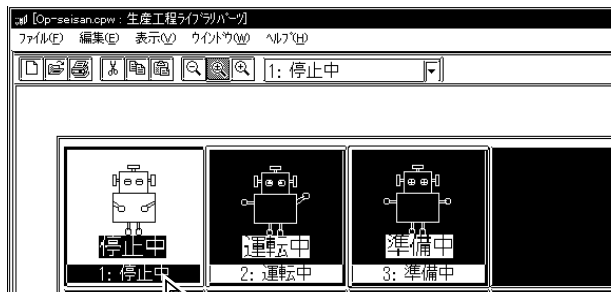 [Op-seisan.cpw : 生産工程ﾗｲﾌﾞﾗﾘﾊﾟｰﾂ]
ﾌｧｲﾙ(F) 編集(E) 表示(V) ｳｲﾝﾄﾞｳ(W) ﾍﾙﾌﾟ(H)
1: 停止中
停止中 運転中 準備中
1: 停止中 2: 運転中 3: 準備中